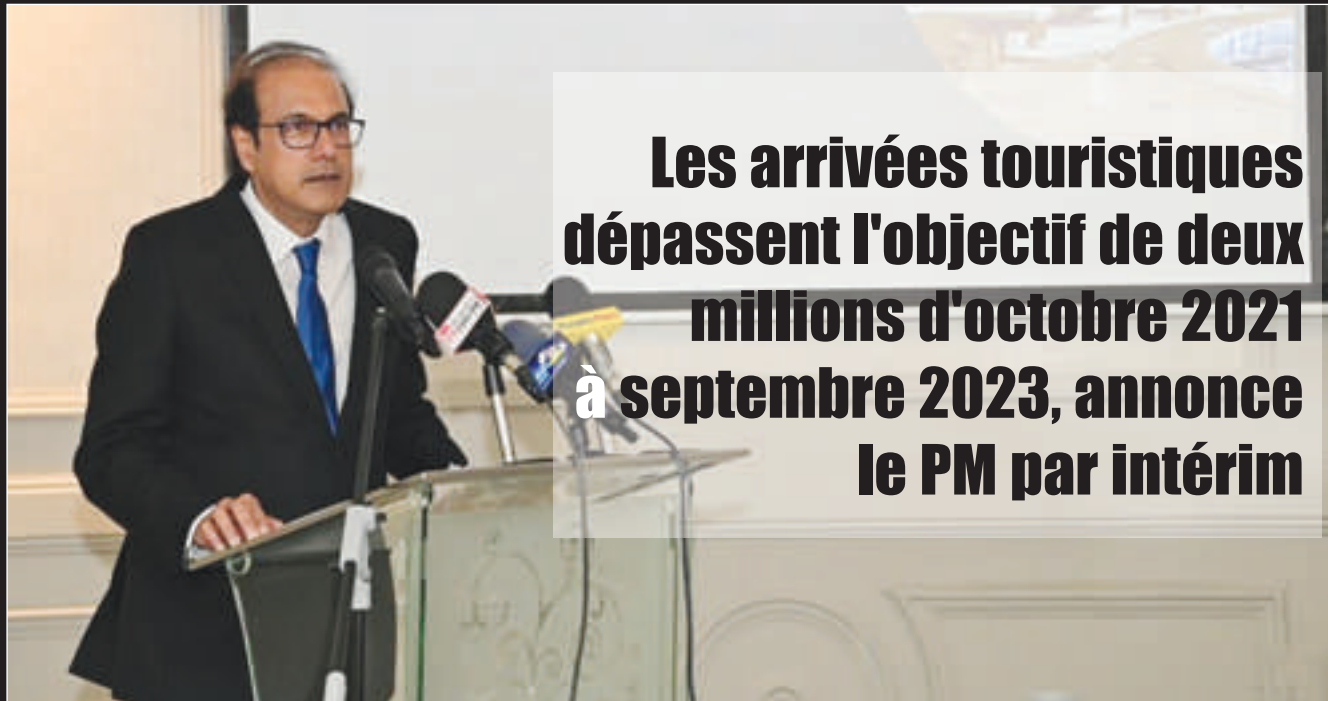 Les arrivées touristiques
dépassent l'objectif de deux
millions d'octobre 2021
à septembre 2023, annonce
le PM par intérim